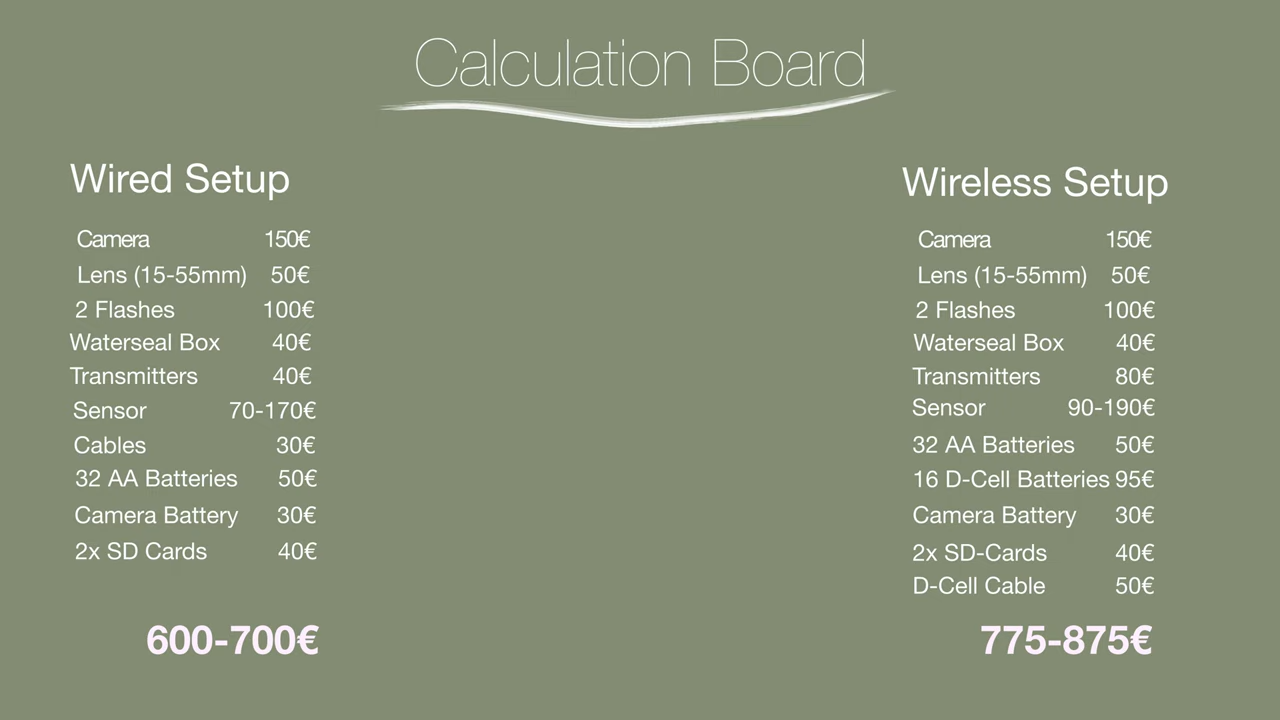 Calculation Board
Wired Setup
Camera 150€
Lens (15-55mm) 50€
2 Flashes 100€
Waterseal Box 40€
Transmitters 40€
Sensor 70-170€
Cables 30€
32 AA Batteries 50€
Camera Battery 30€
2x SD Cards 40€
600-700€
Wireless Setup
Camera 150€
Lens (15-55mm) 50€
2 Flashes 100€
Waterseal Box 40€
Transmitters 80€
Sensor 90-190€
32 AA Batteries 50€
16 D-Cell Batteries 95€
Camera Battery 30€
2x SD-Cards 40€
D-Cell Cable 50€
775-875€